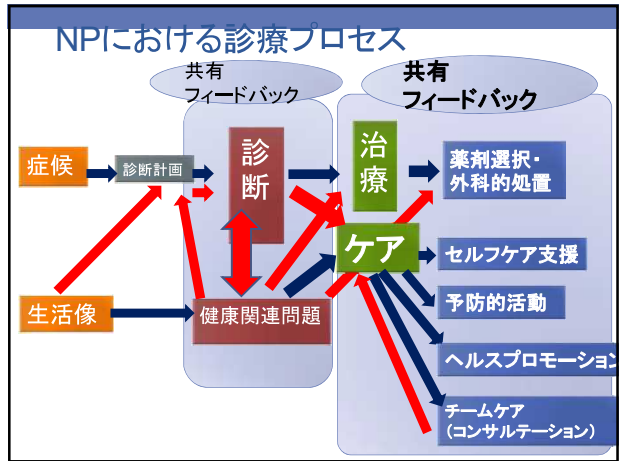 NPにおける診療プロセス
共有
フィードバック
共有
フィードバック
症候
診断計画
診
断
治
療
薬剤選択・
外科的処置
ケア
セルフケア支援
生活像
健康関連問題
予防的活動
ヘルスプロモーション
チームケア
（コンサルテーション）